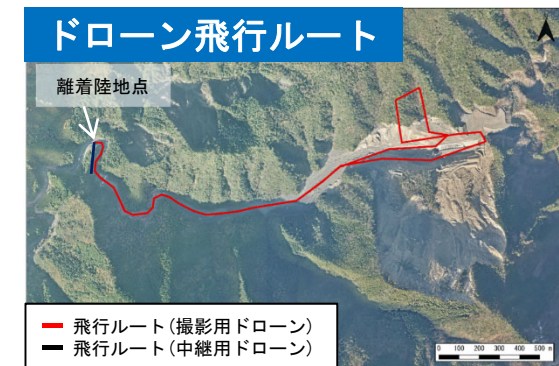 ドローン飛行ルート
離着陸地点
飛行ルート(撮影用ドローン)
飛行ルート(中継用ドローン)
0 100 200 300 400 500 m